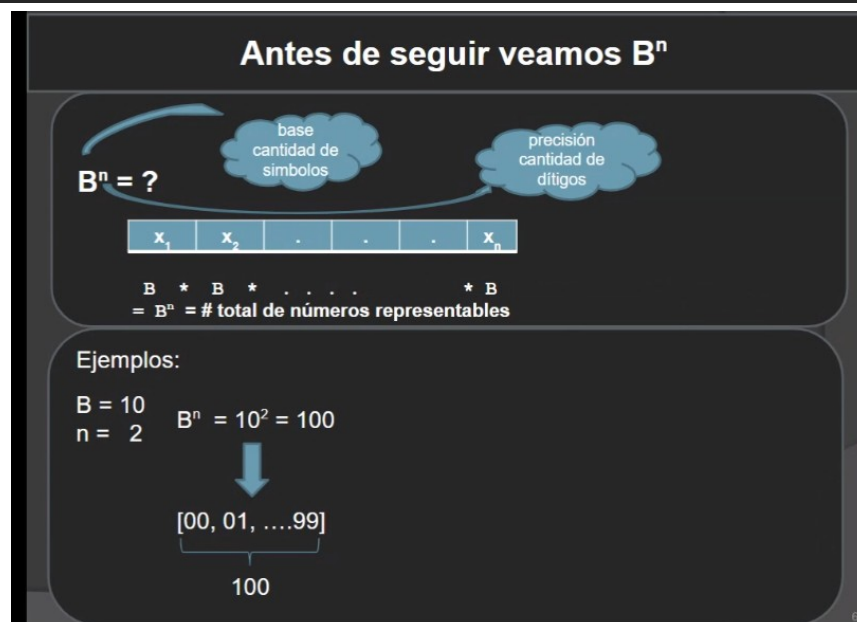 Antes de seguir veamos Bⁿ
base
cantidad de
simbolos
precisión
cantidad de
dítigos
Bⁿ = ?
x₁ x₂ . . . xₙ
B * B * . . . . * B
= Bⁿ = # total de números representables
Ejemplos:
B = 10
n = 2
Bⁿ = 10² = 100
[00, 01, ....99]
100
6